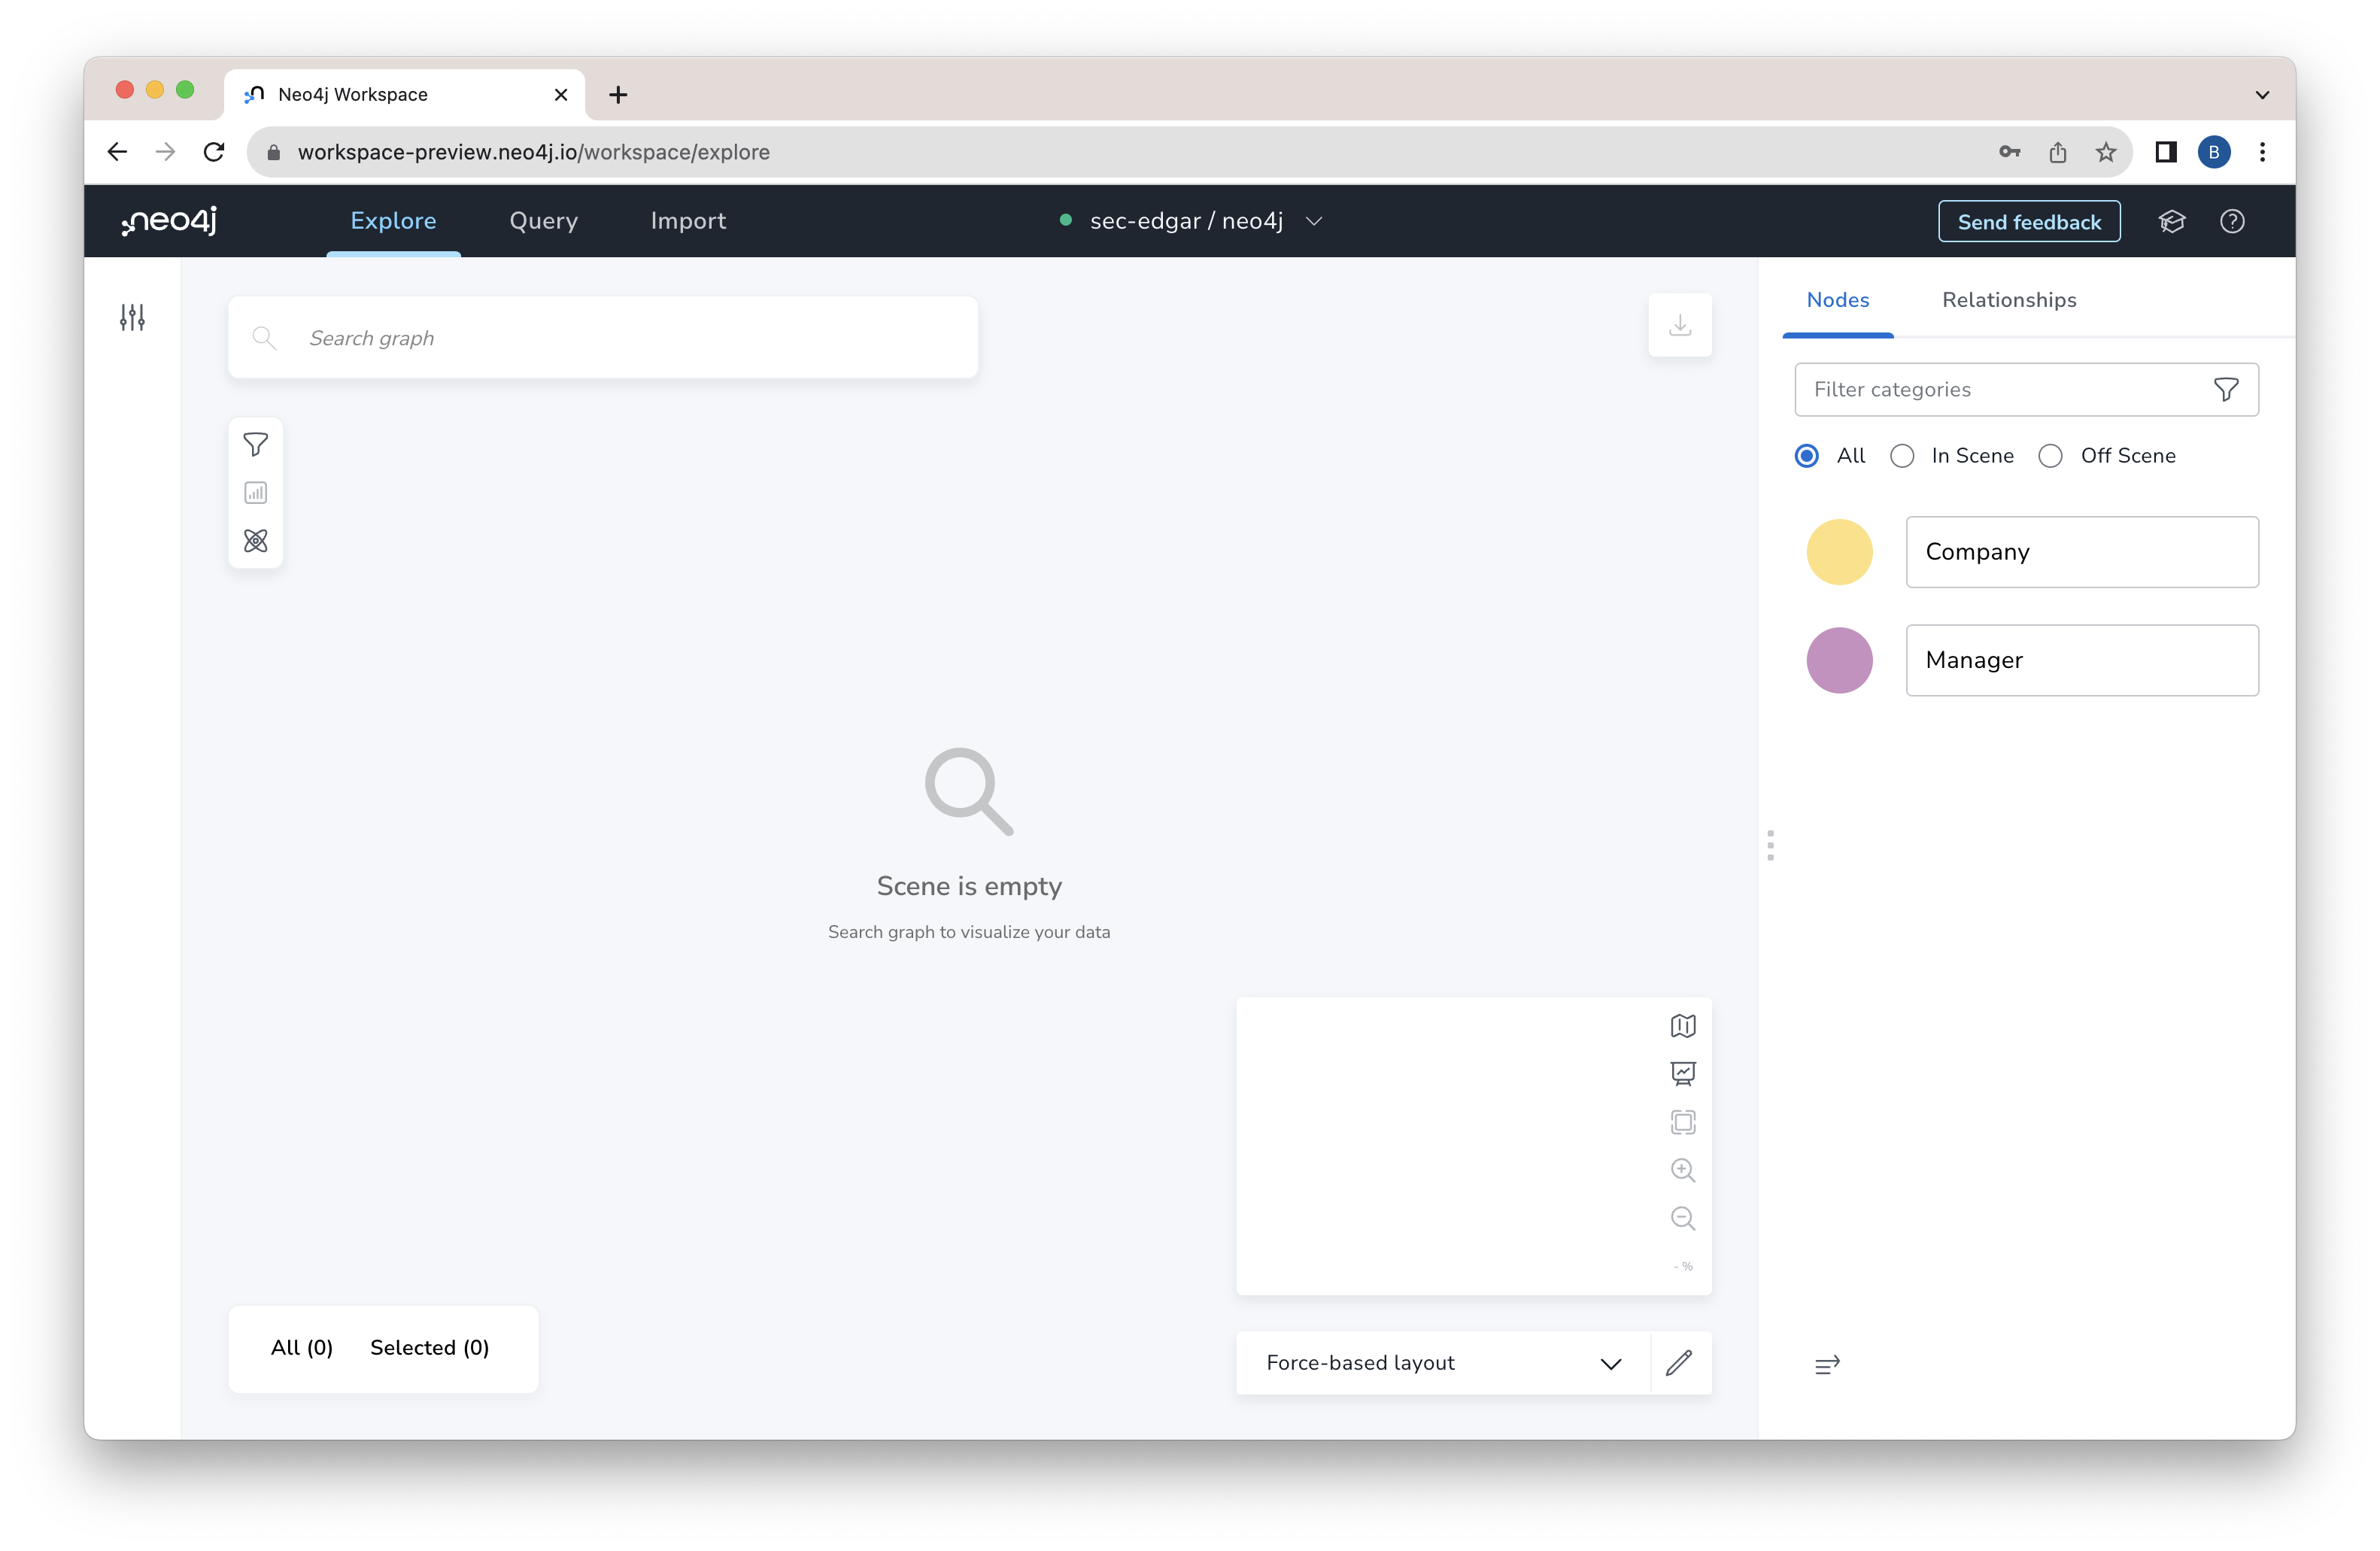 Neo4j Workspace
workspace-preview.neo4j.io/workspace/explore
B
neo4j
Explore
Query
Import
sec-edgar / neo4j
Send feedback
?
Search graph
Nodes
Relationships
Filter categories
All
In Scene
Off Scene
Company
Manager
Scene is empty
Search graph to visualize your data
- %
All (0)
Selected (0)
Force-based layout